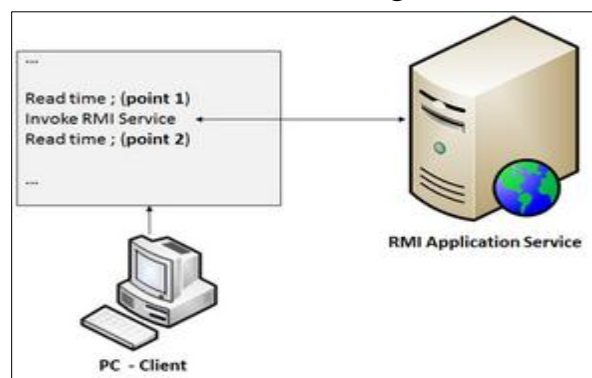 ...
Read time ; (point 1)
Invoke RMI Service
Read time ; (point 2)
...
RMI Application Service
PC - Client